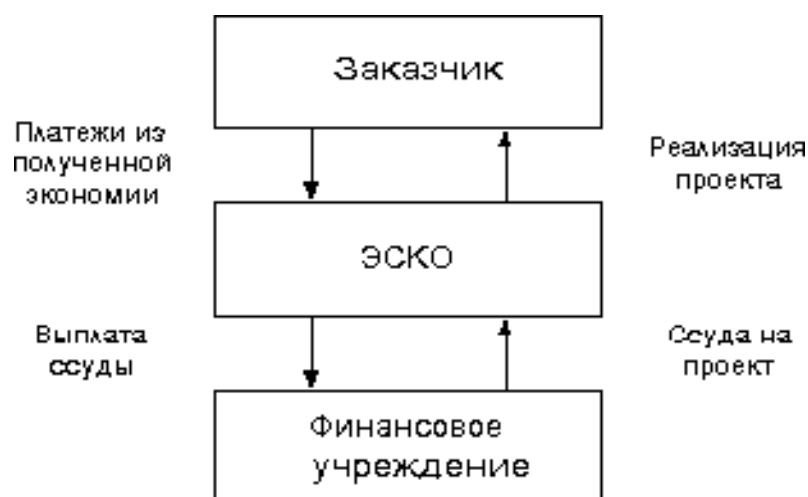 Заказчик
Платежи из
полученной
экономии
Реализация
проекта
ЭСКО
Выплата
ссуды
Ссуда на
проект
Финансовое
учреждение